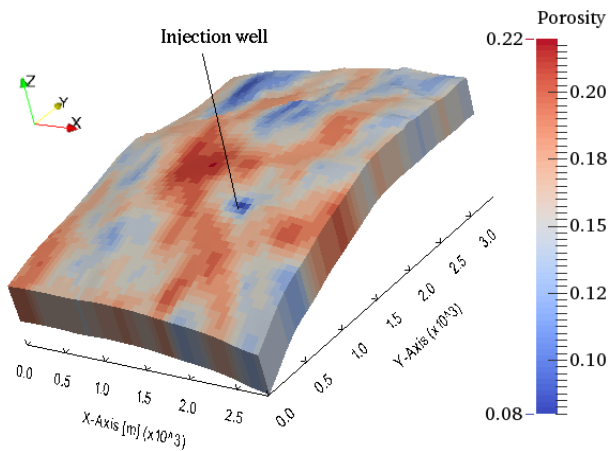 Injection well
Porosity
0.22
0.20
0.18
0.15
0.12
0.10
0.08
Z
Y
X
0.0 0.5 1.0 1.5 2.0 2.5
X-Axis [m] (x10^3)
0.0 0.5 1.0 1.5 2.0 2.5 3.0
Y-Axis (x10^3)